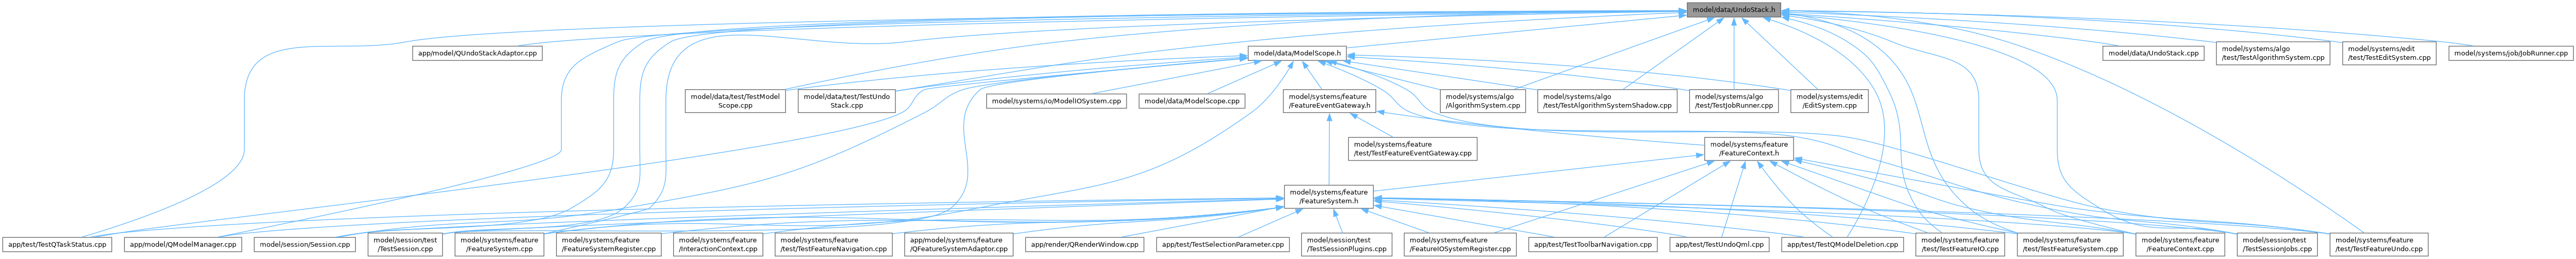 model/data/UndoStack.h
app/model/QUndoStackAdaptor.cpp
model/data/ModelScope.h
model/data/UndoStack.cpp
model/systems/algo
/test/TestAlgorithmSystem.cpp
model/systems/edit
/test/TestEditSystem.cpp
model/systems/job/JobRunner.cpp
model/data/test/TestModel
Scope.cpp
model/data/test/TestUndo
Stack.cpp
model/systems/io/ModelIOSystem.cpp
model/data/ModelScope.cpp
model/systems/feature
/FeatureEventGateway.h
model/systems/algo
/AlgorithmSystem.cpp
model/systems/algo
/test/TestAlgorithmSystemShadow.cpp
model/systems/algo
/test/TestJobRunner.cpp
model/systems/edit
/EditSystem.cpp
model/systems/feature
/test/TestFeatureEventGateway.cpp
model/systems/feature
/FeatureContext.h
model/systems/feature
/FeatureSystem.h
app/test/TestQTaskStatus.cpp
app/model/QModelManager.cpp
model/session/Session.cpp
model/session/test
/TestSession.cpp
model/systems/feature
/FeatureSystem.cpp
model/systems/feature
/FeatureSystemRegister.cpp
model/systems/feature
/InteractionContext.cpp
model/systems/feature
/test/TestFeatureNavigation.cpp
app/model/systems/feature
/QFeatureSystemAdaptor.cpp
app/render/QRenderWindow.cpp
app/test/TestSelectionParameter.cpp
model/session/test
/TestSessionPlugins.cpp
model/systems/feature
/FeatureIOSystemRegister.cpp
app/test/TestToolbarNavigation.cpp
app/test/TestUndoQml.cpp
app/test/TestQModelDeletion.cpp
model/systems/feature
/test/TestFeatureIO.cpp
model/systems/feature
/test/TestFeatureSystem.cpp
model/systems/feature
/FeatureContext.cpp
model/session/test
/TestSessionJobs.cpp
model/systems/feature
/test/TestFeatureUndo.cpp